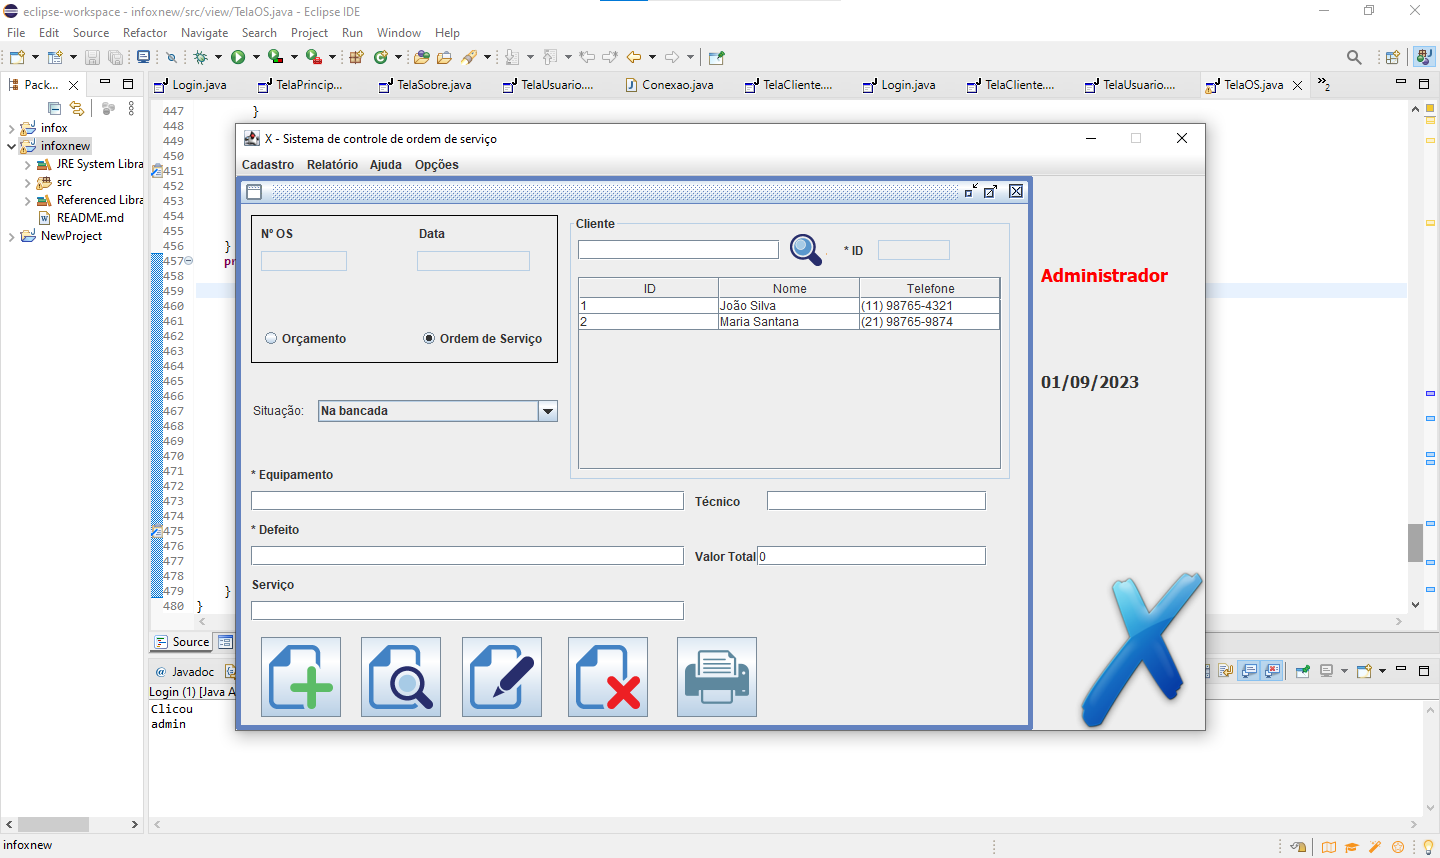 eclipse-workspace - infoxnew/src/view/TelaOS.java - Eclipse IDE
File Edit Source Refactor Navigate Search Project Run Window Help
Pack...
Login.java TelaPrincip... TelaSobre.java TelaUsuario.... Conexao.java TelaCliente.... Login.java TelaCliente.... TelaUsuario.... TelaOS.java »2
infox
infoxnew
JRE System Libra
src
Referenced Libra
README.md
NewProject
447 }
448
449
450
451
452
453
454
455
456 }
457 pr
458
459
460
461
462
463
464
465
466
467
468
469
470
471
472
473
474
475
476
477
478
479 }
480 }
X - Sistema de controle de ordem de serviço
Cadastro Relatório Ajuda Opções
Nº OS Data
Orçamento Ordem de Serviço
Cliente
* ID
ID Nome Telefone
1 João Silva (11) 98765-4321
2 Maria Santana (21) 98765-9874
Situação: Na bancada
* Equipamento
Técnico
* Defeito
Valor Total 0
Serviço
Administrador
01/09/2023
X
Source
@ Javadoc
Login (1) [Java A
Clicou
admin
infoxnew